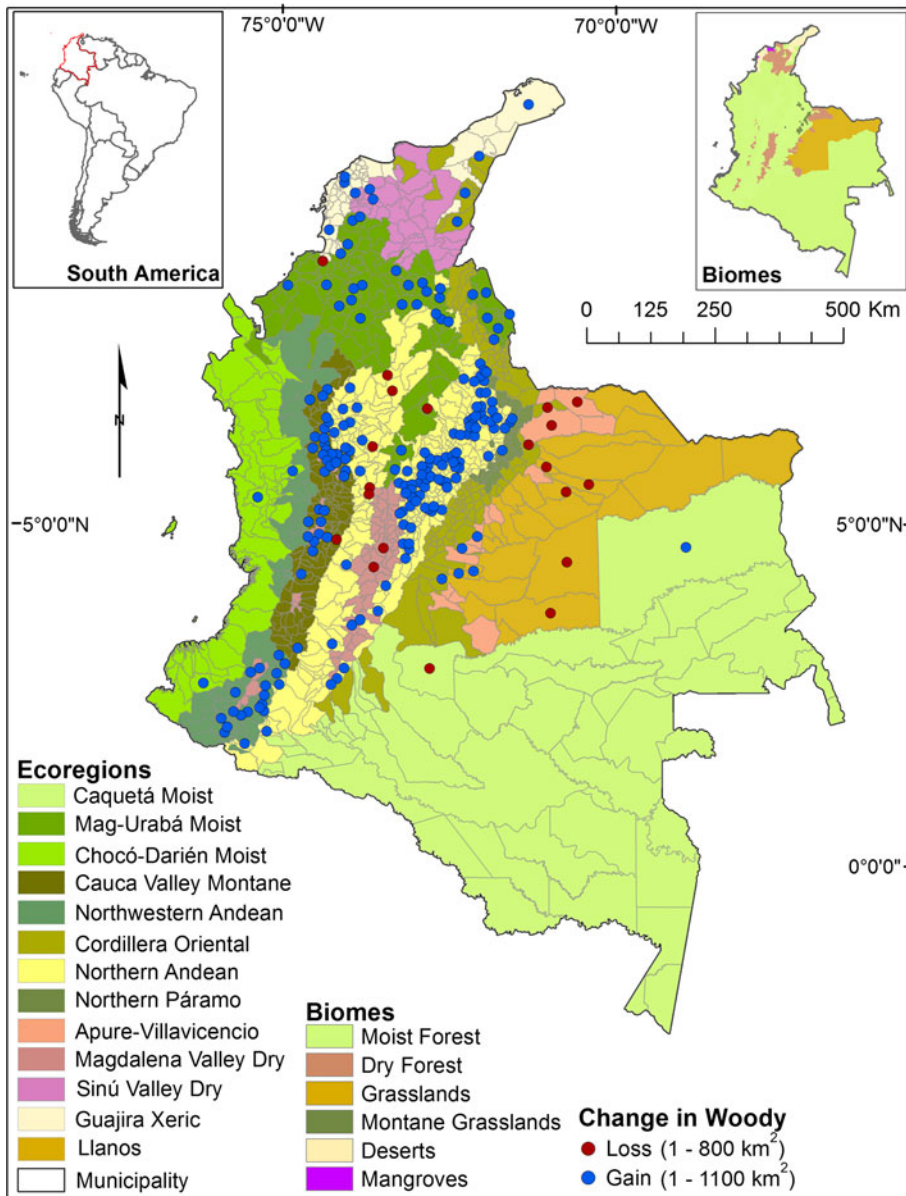 75°0'0"W
70°0'0"W
South America
Biomes
0 125 250 500 Km
N
5°0'0"N
5°0'0"N
0°0'0"
Ecoregions
Caquetá Moist
Mag-Urabá Moist
Chocó-Darién Moist
Cauca Valley Montane
Northwestern Andean
Cordillera Oriental
Northern Andean
Northern Páramo
Apure-Villavicencio
Magdalena Valley Dry
Sinú Valley Dry
Guajira Xeric
Llanos
Municipality
Biomes
Moist Forest
Dry Forest
Grasslands
Montane Grasslands
Deserts
Mangroves
Change in Woody
Loss (1 - 800 km²)
Gain (1 - 1100 km²)